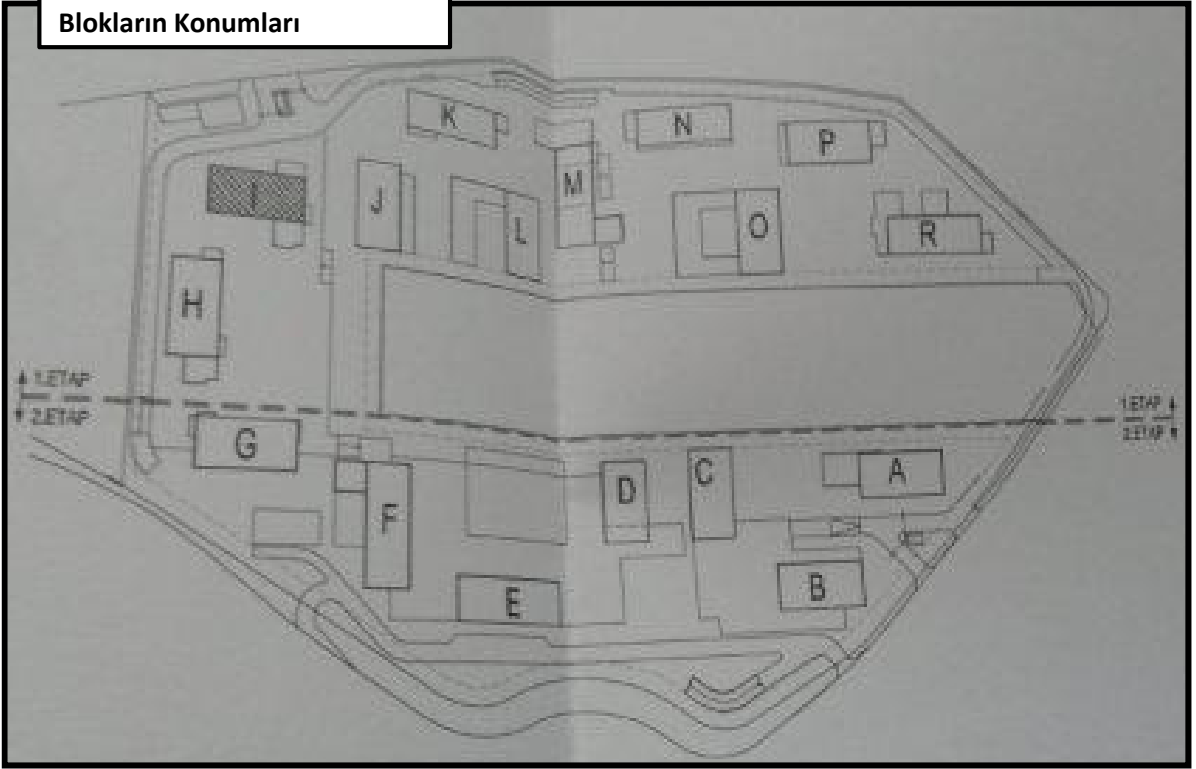 Blokların Konumları
K
N
P
I
J
M
L
O
R
H
1.ETAP
2.ETAP
1.ETAP
2.ETAP
G
D
C
A
F
E
B